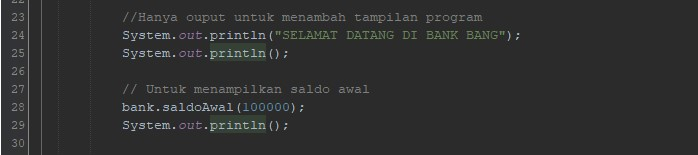 23 //Hanya ouput untuk menambah tampilan program
24 System.out.println("SELAMAT DATANG DI BANK BANG");
25 System.out.println();
26
27 // Untuk menampilkan saldo awal
28 bank.saldoAwal(100000);
29 System.out.println();
30